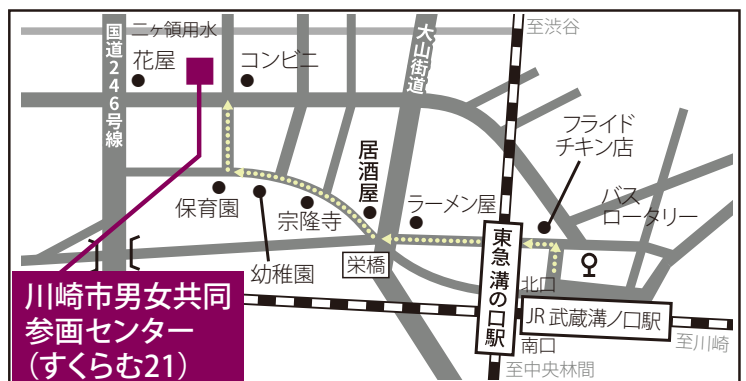 至渋谷
二ヶ領用水
国道246号線
花屋
コンビニ
大山街道
フライド
チキン店
居酒屋
バス
ロータリー
保育園
宗隆寺
ラーメン屋
幼稚園
栄橋
東急 溝の口駅
北口
JR 武蔵溝ノ口駅
南口
至川崎
至中央林間
川崎市男女共同
参画センター
(すくらむ21)